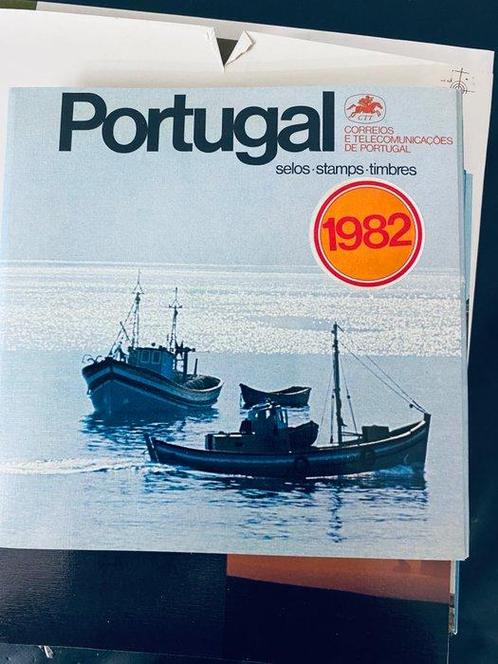 Portugal
CTT
CORREIOS
E TELECOMUNICAÇÕES
DE PORTUGAL
selos·stamps·timbres
1982